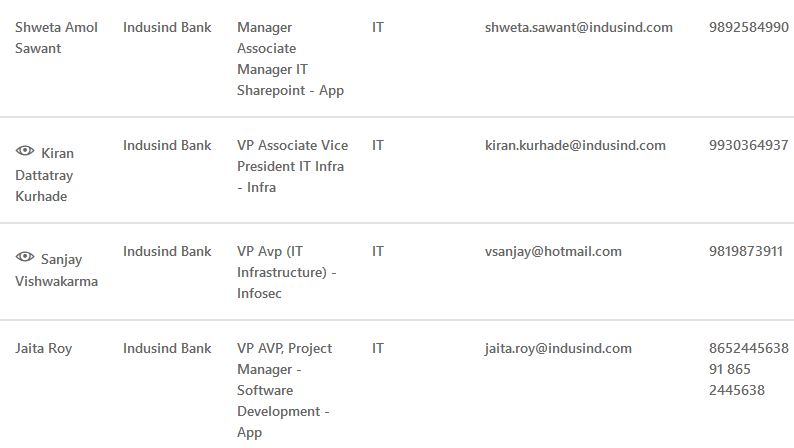 Shweta Amol Indusind Bank Manager IT shweta.sawant@indusind.com 9892584990
Sawant Associate
Manager IT
Sharepoint - App
Kiran Indusind Bank VP Associate Vice IT kiran.kurhade@indusind.com 9930364937
Dattatray President IT Infra
Kurhade - Infra
Sanjay Indusind Bank VP Avp (IT IT vsanjay@hotmail.com 9819873911
Vishwakarma Infrastructure) -
Infosec
Jaita Roy Indusind Bank VP AVP, Project IT jaita.roy@indusind.com 8652445638
Manager - 91 865
Software 2445638
Development -
App